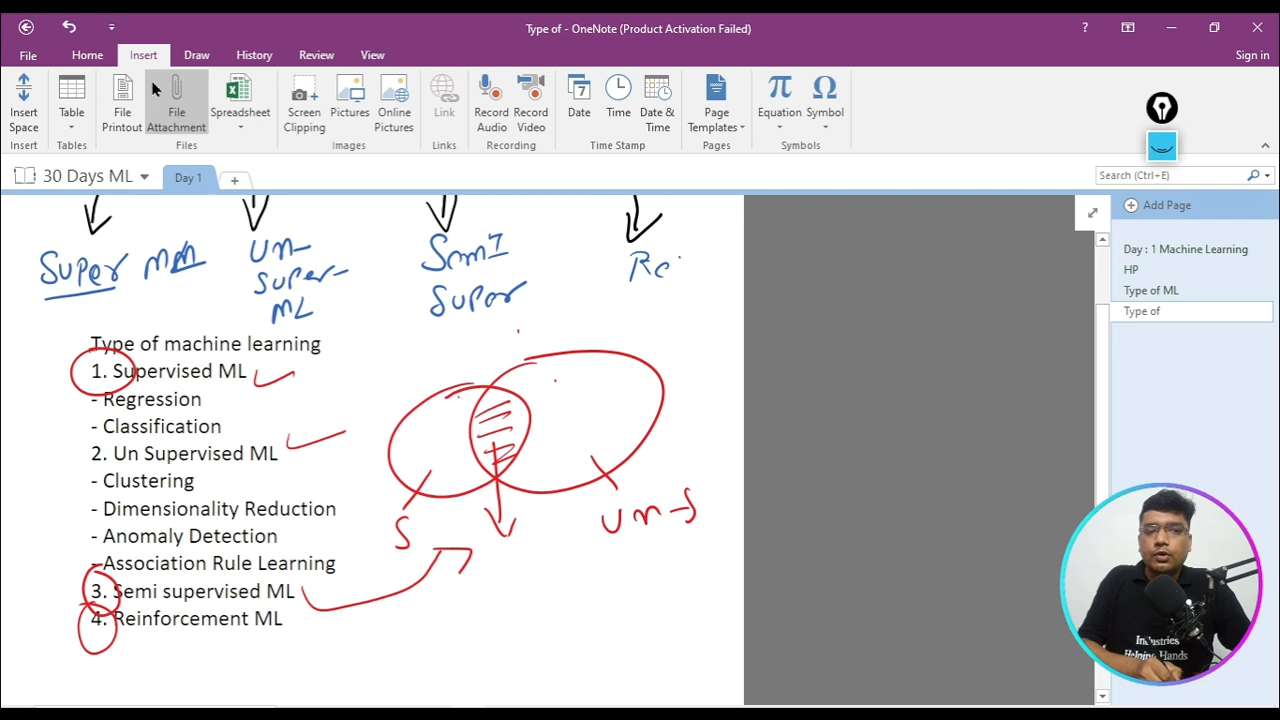 Type of - OneNote (Product Activation Failed)
?
File Home Insert Draw History Review View
Sign in
Insert Space
Table
File Printout
File Attachment
Spreadsheet
Screen Clipping
Pictures
Online Pictures
Link
Record Audio
Record Video
Date
Time
Date & Time
Page Templates
π Equation
Ω Symbol
Insert Tables Files Images Links Recording Time Stamp Pages Symbols
30 Days ML
Day 1
+
Search (Ctrl+E)
Add Page
Day : 1 Machine Learning
HP
Type of ML
Type of
Super
Un-
Super-
ML
SemI
Super
Re
Type of machine learning
1. Supervised ML
- Regression
- Classification
2. Un Supervised ML
- Clustering
- Dimensionality Reduction
- Anomaly Detection
- Association Rule Learning
3. Semi supervised ML
4. Reinforcement ML
S
Un-S
Industries
Helping Hands